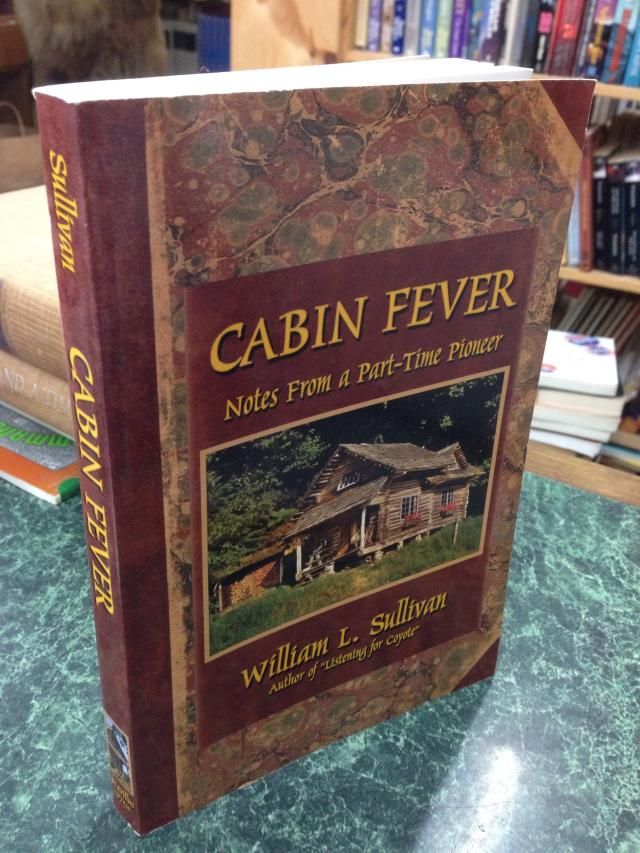 Sullivan
CABIN FEVER
CABIN FEVER
Notes From a Part-Time Pioneer
William L. Sullivan
Author of "Listening for Coyote"